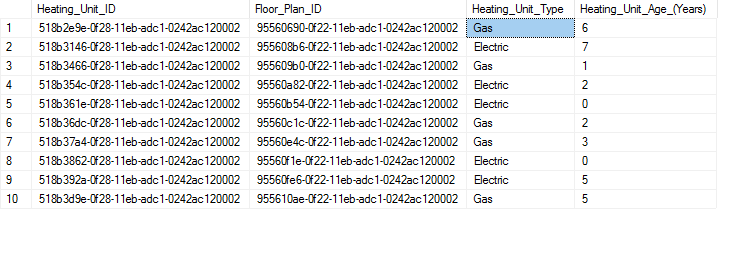 Heating_Unit_ID Floor_Plan_ID Heating_Unit_Type Heating_Unit_Age_(Years)
1 518b2e9e-0f28-11eb-adc1-0242ac120002 95560690-0f22-11eb-adc1-0242ac120002 Gas 6
2 518b3146-0f28-11eb-adc1-0242ac120002 955608b6-0f22-11eb-adc1-0242ac120002 Electric 7
3 518b3466-0f28-11eb-adc1-0242ac120002 955609b0-0f22-11eb-adc1-0242ac120002 Gas 1
4 518b354c-0f28-11eb-adc1-0242ac120002 95560a82-0f22-11eb-adc1-0242ac120002 Electric 2
5 518b361e-0f28-11eb-adc1-0242ac120002 95560b54-0f22-11eb-adc1-0242ac120002 Electric 0
6 518b36dc-0f28-11eb-adc1-0242ac120002 95560c1c-0f22-11eb-adc1-0242ac120002 Gas 2
7 518b37a4-0f28-11eb-adc1-0242ac120002 95560e4c-0f22-11eb-adc1-0242ac120002 Gas 3
8 518b3862-0f28-11eb-adc1-0242ac120002 95560f1e-0f22-11eb-adc1-0242ac120002 Electric 0
9 518b392a-0f28-11eb-adc1-0242ac120002 95560fe6-0f22-11eb-adc1-0242ac120002 Electric 5
10 518b3d9e-0f28-11eb-adc1-0242ac120002 955610ae-0f22-11eb-adc1-0242ac120002 Gas 5